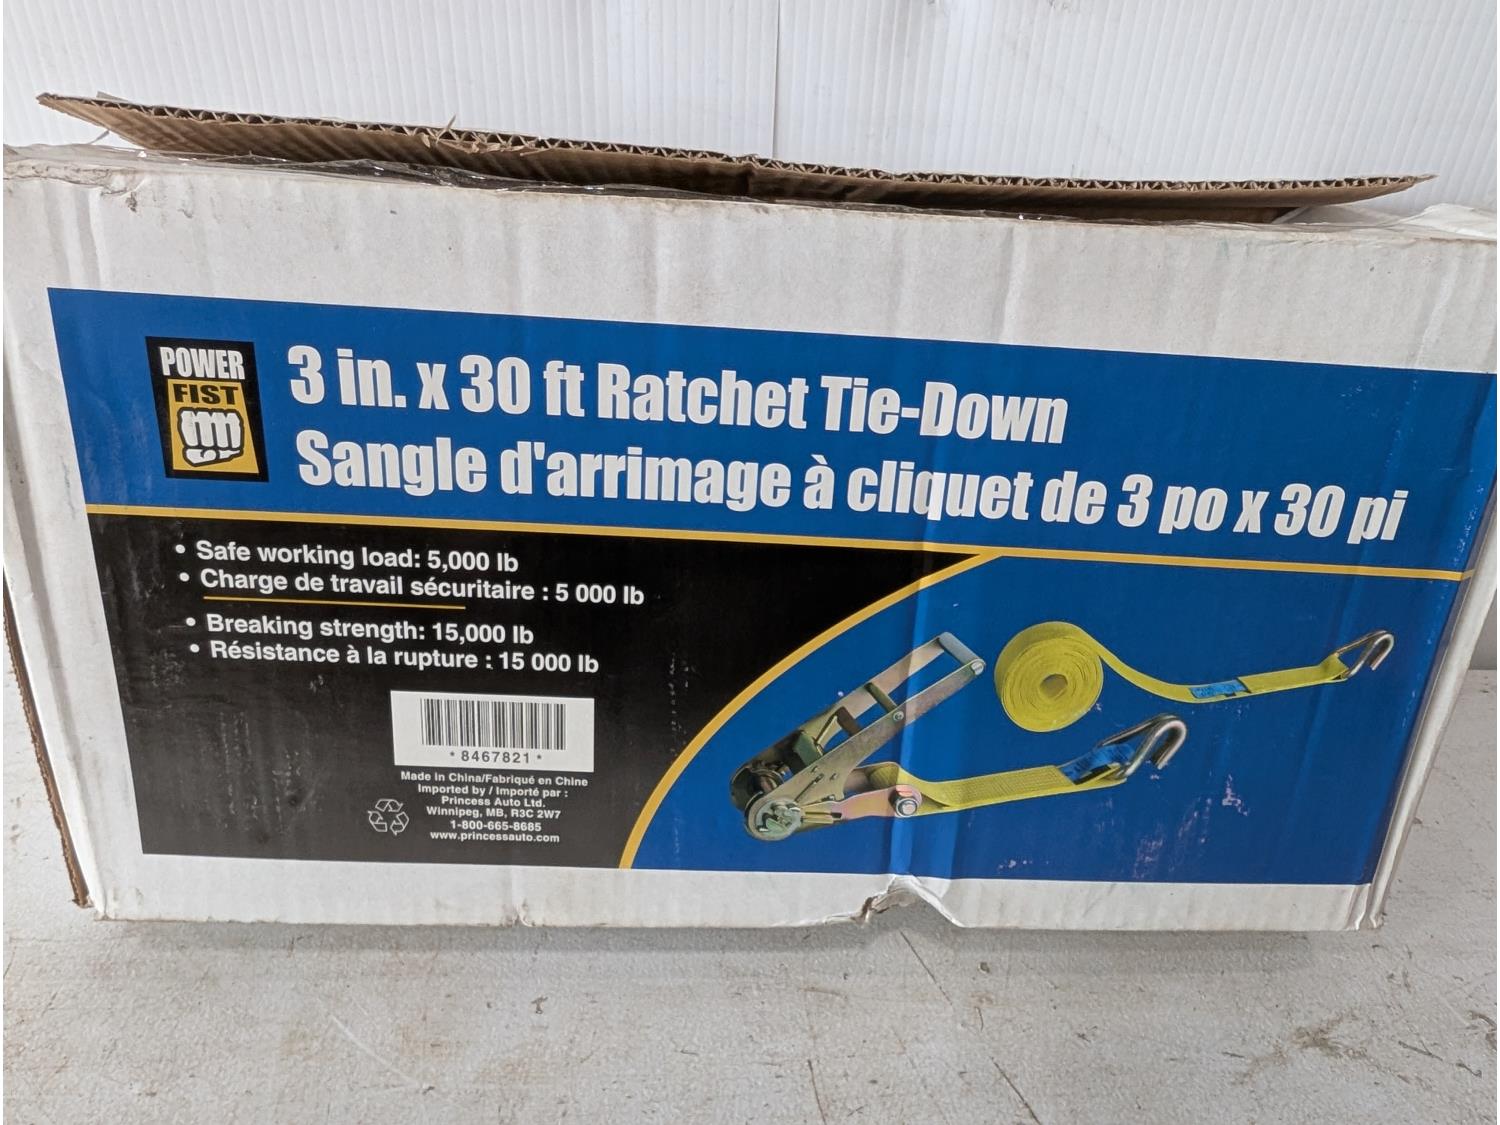 POWER
FIST
3 in. x 30 ft Ratchet Tie-Down
Sangle d'arrimage à cliquet de 3 po x 30 pi
• Safe working load: 5,000 lb
• Charge de travail sécuritaire : 5 000 lb
• Breaking strength: 15,000 lb
• Résistance à la rupture : 15 000 lb
* 8467821 *
Made in China/Fabriqué en Chine
Imported by / Importé par :
Princess Auto Ltd.
Winnipeg, MB, R3C 2W7
1-800-665-8685
www.princessauto.com